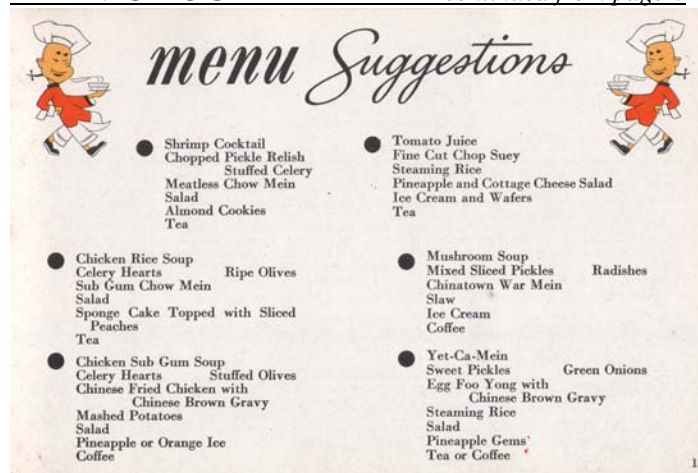 menu Suggestions
Shrimp Cocktail
Chopped Pickle Relish
Stuffed Celery
Meatless Chow Mein
Salad
Almond Cookies
Tea
Tomato Juice
Fine Cut Chop Suey
Steaming Rice
Pineapple and Cottage Cheese Salad
Ice Cream and Wafers
Tea
Chicken Rice Soup
Celery Hearts Ripe Olives
Sub Gum Chow Mein
Salad
Sponge Cake Topped with Sliced
Peaches
Tea
Mushroom Soup
Mixed Sliced Pickles Radishes
Chinatown War Mein
Slaw
Ice Cream
Coffee
Chicken Sub Gum Soup
Celery Hearts Stuffed Olives
Chinese Fried Chicken with
Chinese Brown Gravy
Mashed Potatoes
Salad
Pineapple or Orange Ice
Coffee
Yet-Ca-Mein
Sweet Pickles Green Onions
Egg Foo Yong with
Chinese Brown Gravy
Steaming Rice
Salad
Pineapple Gems
Tea or Coffee